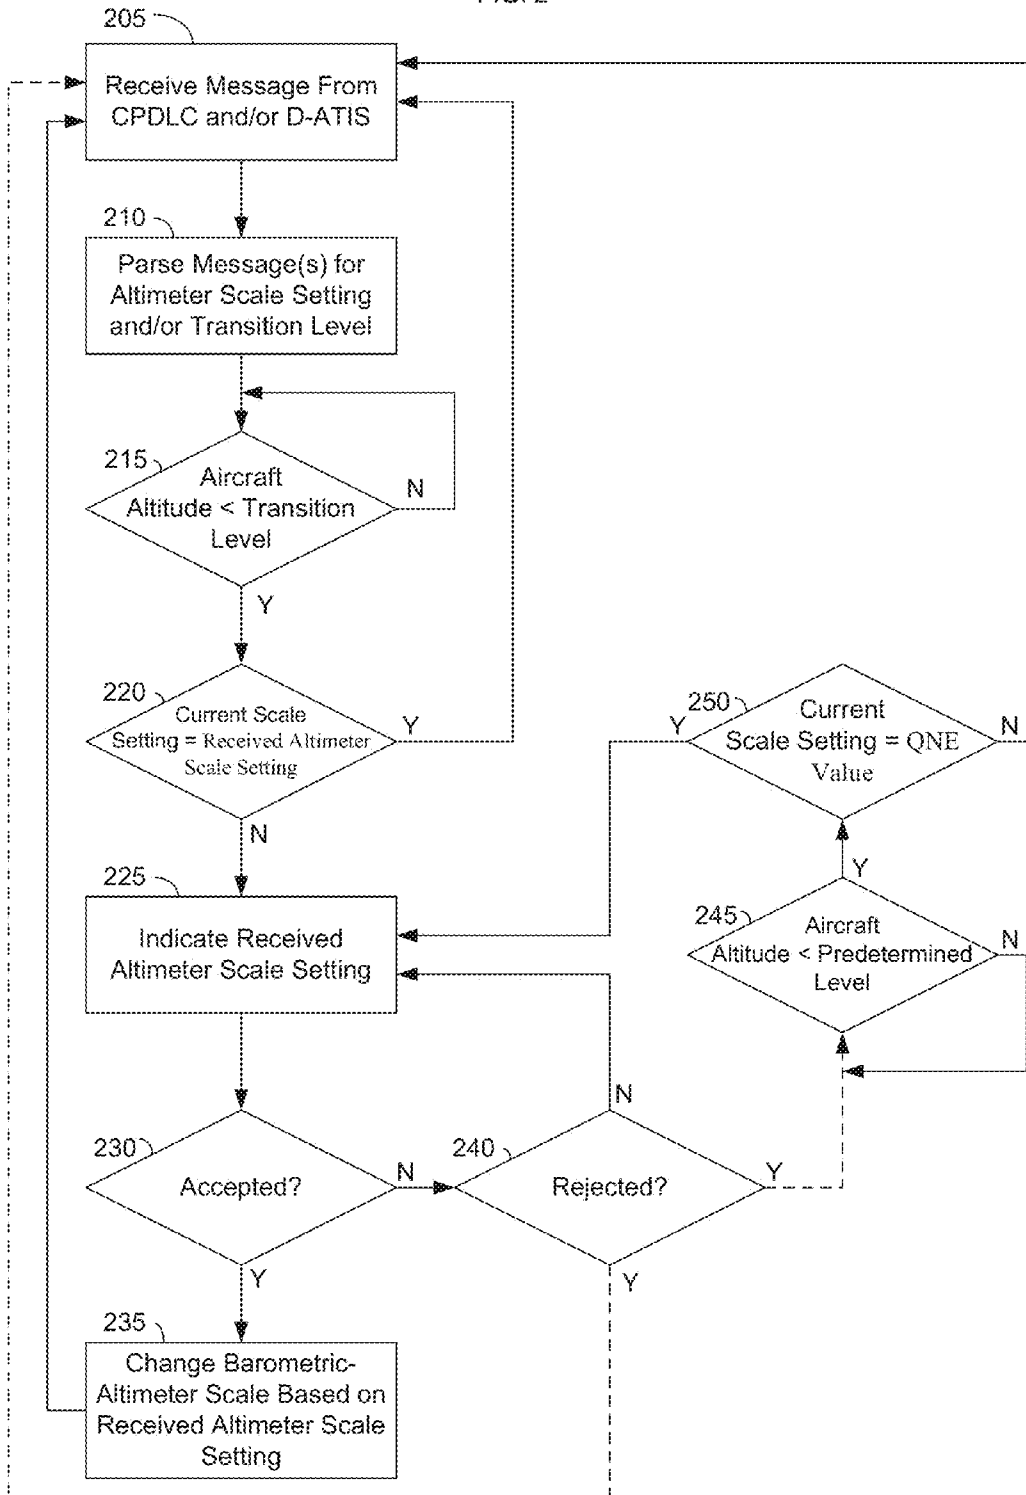 205
Receive Message From
CPDLC and/or D-ATIS
210
Parse Message(s) for
Altimeter Scale Setting
and/or Transition Level
215
Aircraft
Altitude < Transition
Level
N
Y
220
Current Scale
Setting = Received Altimeter
Scale Setting
Y
N
250
Current
Scale Setting = QNE
Value
Y
N
225
Indicate Received
Altimeter Scale Setting
245
Aircraft
Altitude < Predetermined
Level
Y
N
230
Accepted?
N
Y
240
Rejected?
N
Y
Y
235
Change Barometric-
Altimeter Scale Based on
Received Altimeter Scale
Setting